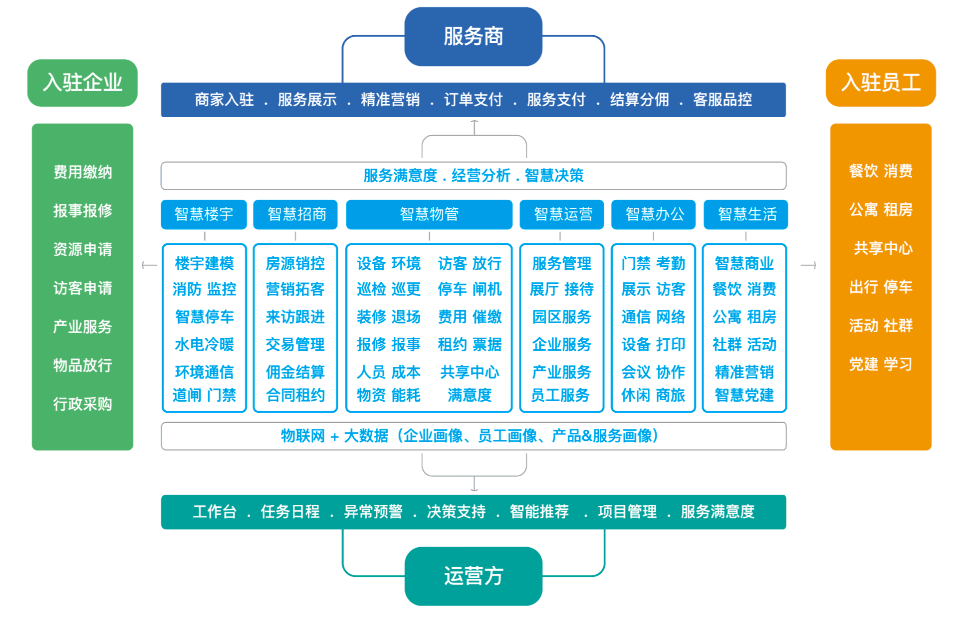 服务商
商家入驻 . 服务展示 . 精准营销 . 订单支付 . 服务支付 . 结算分佣 . 客服品控
入驻企业
费用缴纳
报事报修
资源申请
访客申请
产业服务
物品放行
行政采购
服务满意度 . 经营分析 . 智慧决策
智慧楼宇
楼宇建模
消防 监控
智慧停车
水电冷暖
环境通信
道闸 门禁
智慧招商
房源销控
营销拓客
来访跟进
交易管理
佣金结算
合同租约
智慧物管
设备 环境 访客 放行
巡检 巡更 停车 闸机
装修 退场 费用 催缴
报修 报事 租约 票据
人员 成本 共享中心
物资 能耗 满意度
智慧运营
服务管理
展厅 接待
园区服务
企业服务
产业服务
员工服务
智慧办公
门禁 考勤
展示 访客
通信 网络
设备 打印
会议 协作
休闲 商旅
智慧生活
智慧商业
餐饮 消费
公寓 租房
社群 活动
精准营销
智慧党建
入驻员工
餐饮 消费
公寓 租房
共享中心
出行 停车
活动 社群
党建 学习
物联网 + 大数据（企业画像、员工画像、产品&服务画像）
工作台 . 任务日程 . 异常预警 . 决策支持 . 智能推荐 . 项目管理 . 服务满意度
运营方